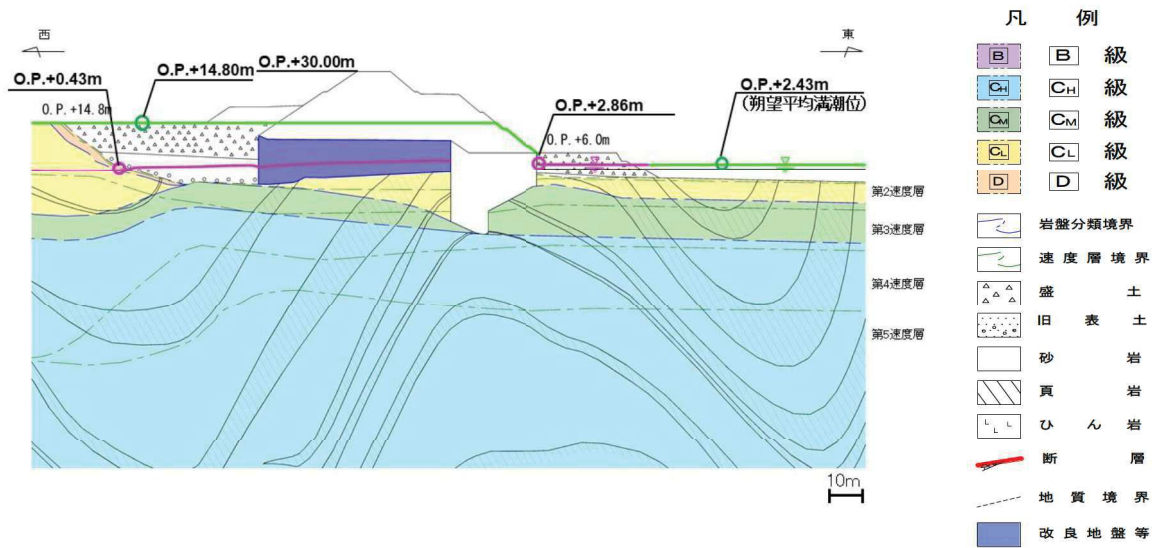 西
東
O.P.+30.00m
O.P.+14.80m
O.P.+0.43m
O.P.+14.8m
O.P.+2.43m
(朔望平均満潮位)
O.P.+2.86m
O.P.+6.0m
第2速度層
第3速度層
第4速度層
第5速度層
10m
凡 例
B B 級
CH CH 級
CM CM 級
CL CL 級
D D 級
岩盤分類境界
速度層境界
盛土
旧表土
砂岩
頁岩
ひん岩
断層
地質境界
改良地盤等